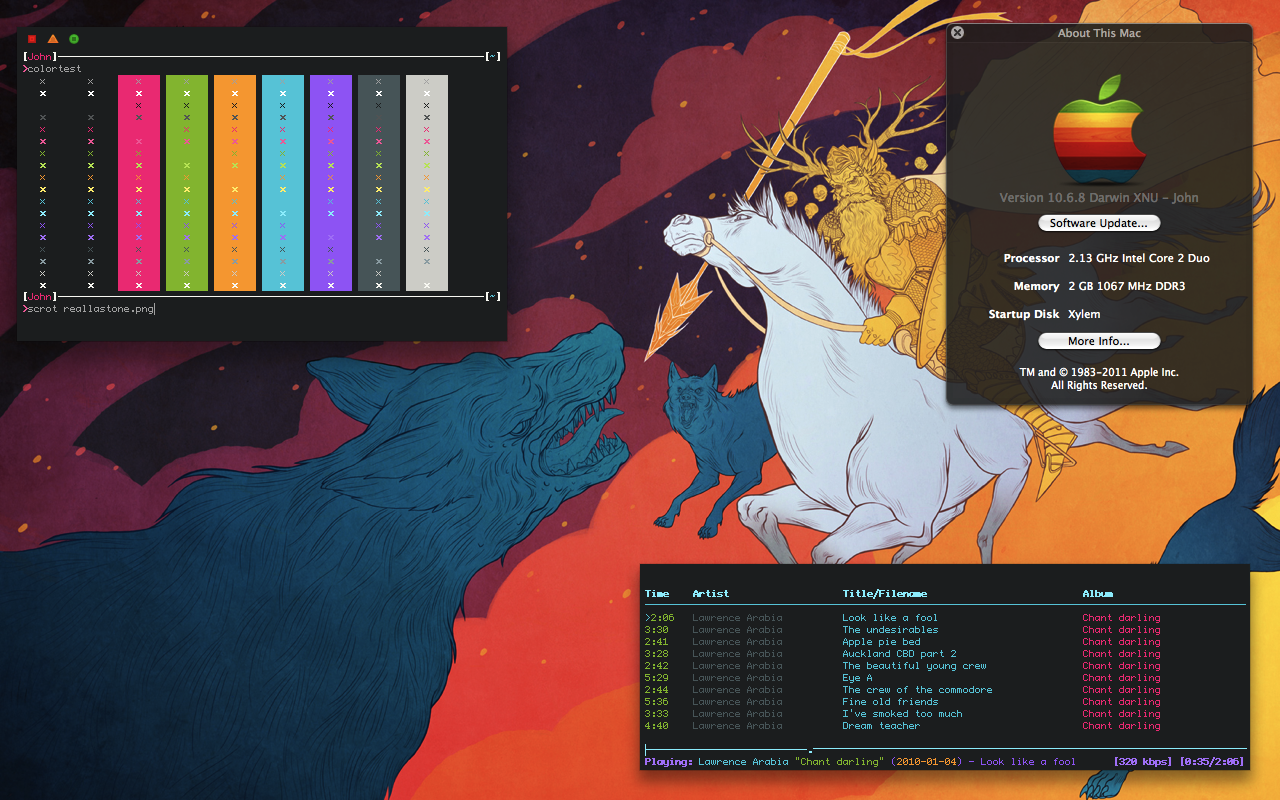 [John] [~]
>colortest
x x x x x x x x x
x x x x x x x x x
x x x x x x x
x x x x x x x x x
x x x x x x x
x x x x x x x x x
x x x x x x x x x
x x x x x x x x x
x x x x x x x x x
x x x x x x x x x
x x x x x x x x x
x x x x x x x x x
x x x x x x x x x
x x x x x x x x x
x x x x x x x x x
x x x x x x x x x
x x x x x x x x x
x x x x x x x x x
[John] [~]
>scrot reallastone.png
About This Mac
Version 10.6.8 Darwin XNU – John
Software Update...
Processor 2.13 GHz Intel Core 2 Duo
Memory 2 GB 1067 MHz DDR3
Startup Disk Xylem
More Info...
TM and © 1983–2011 Apple Inc.
All Rights Reserved.
Time Artist Title/Filename Album
>2:06 Lawrence Arabia Look like a fool Chant darling
3:30 Lawrence Arabia The undesirables Chant darling
2:41 Lawrence Arabia Apple pie bed Chant darling
3:28 Lawrence Arabia Auckland CBD part 2 Chant darling
2:42 Lawrence Arabia The beautiful young crew Chant darling
5:29 Lawrence Arabia Eye A Chant darling
2:44 Lawrence Arabia The crew of the commodore Chant darling
5:36 Lawrence Arabia Fine old friends Chant darling
3:33 Lawrence Arabia I've smoked too much Chant darling
4:40 Lawrence Arabia Dream teacher Chant darling
Playing: Lawrence Arabia "Chant darling" (2010-01-04) - Look like a fool [320 kbps] [0:35/2:06]